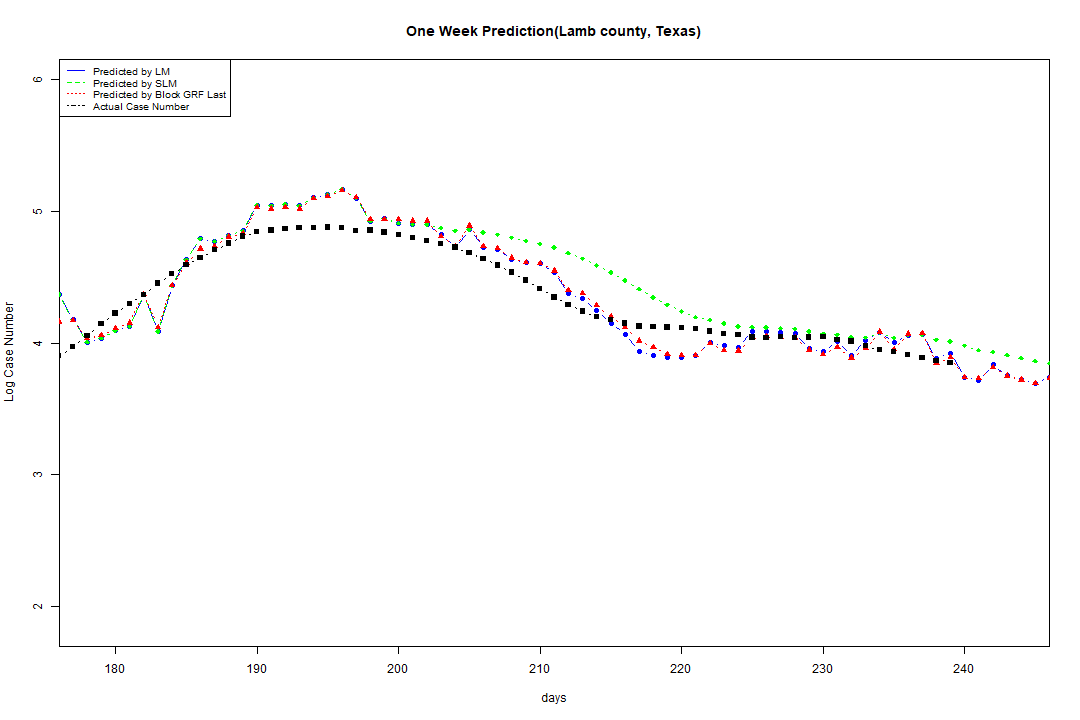 One Week Prediction(Lamb county, Texas)
Predicted by LM
Predicted by SLM
Predicted by Block GRF Last
Actual Case Number
6
5
4
3
2
Log Case Number
180 190 200 210 220 230 240
days